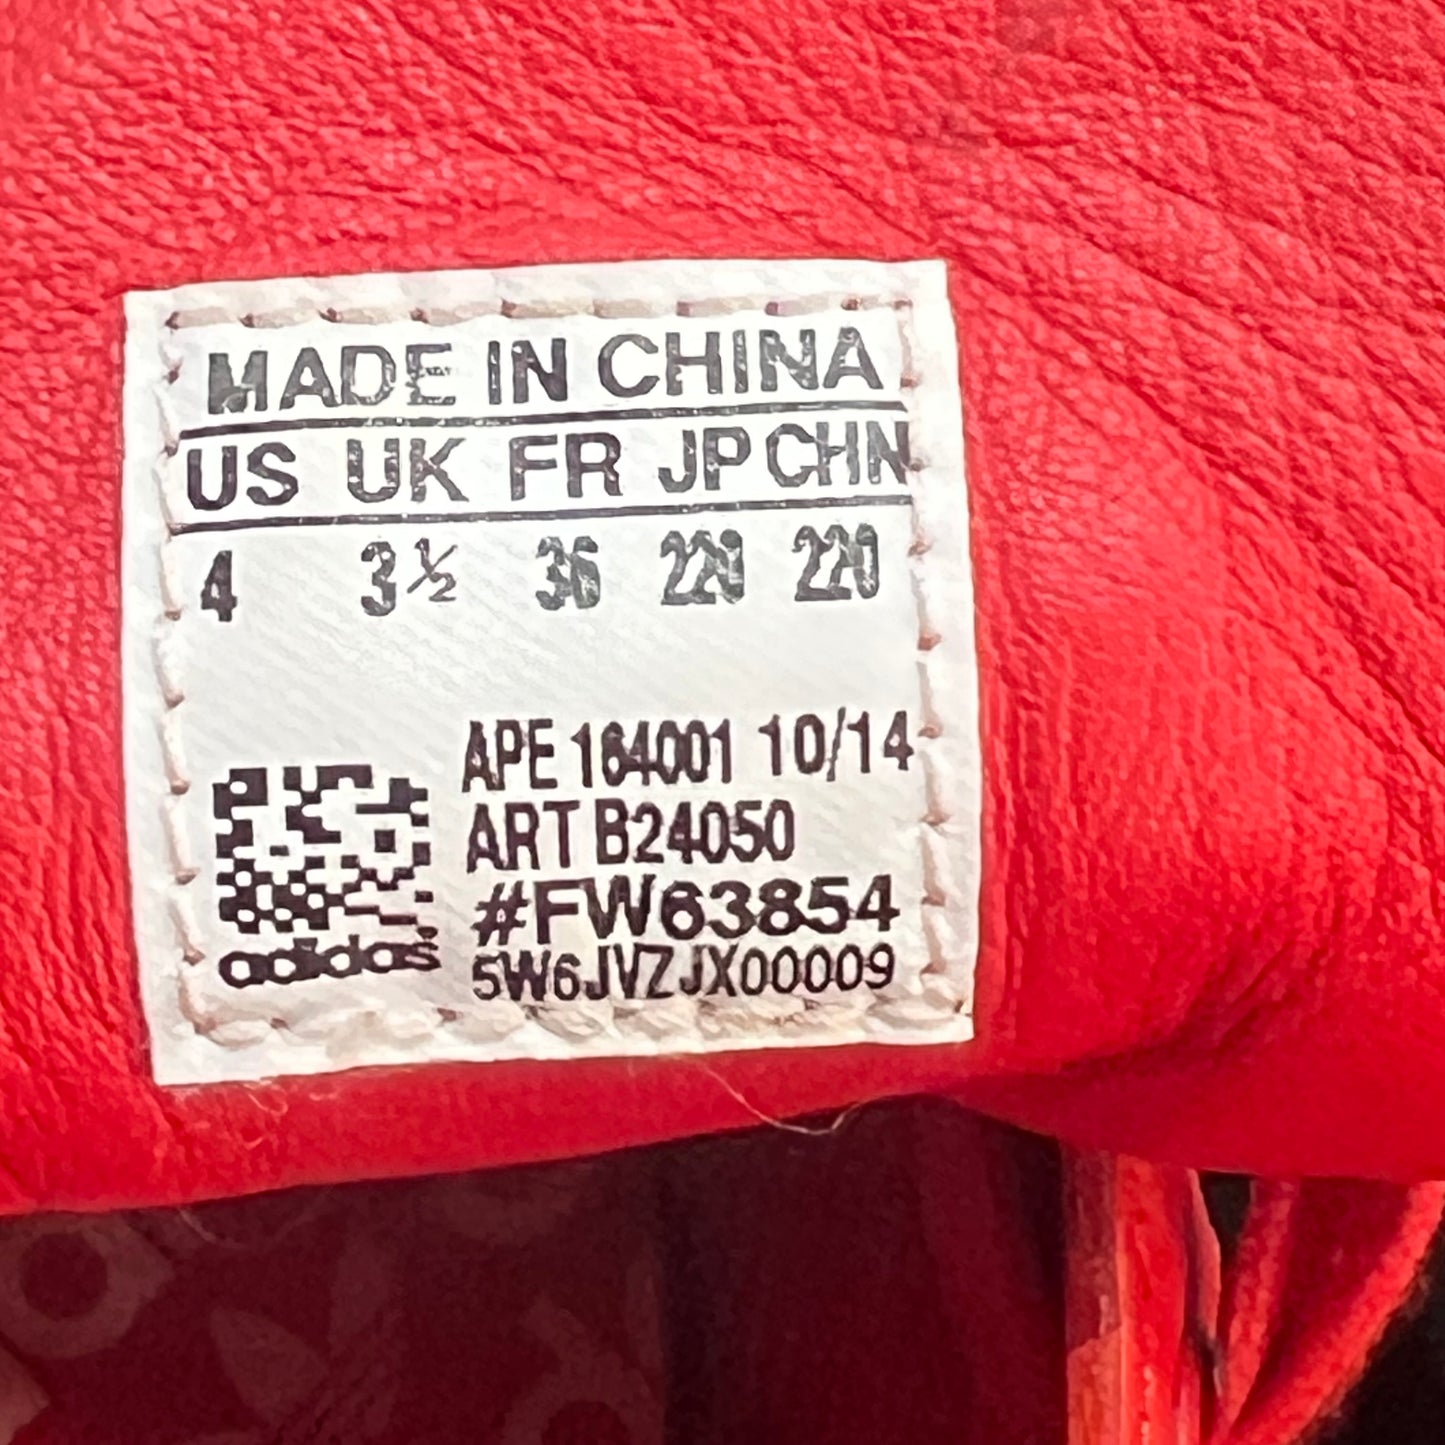 MADE IN CHINA
US UK FR JP CHN
4 3½ 36 220 220
APE 164001 10/14
ART B24050
#FW63854
5W6JVZJX00009
adidas